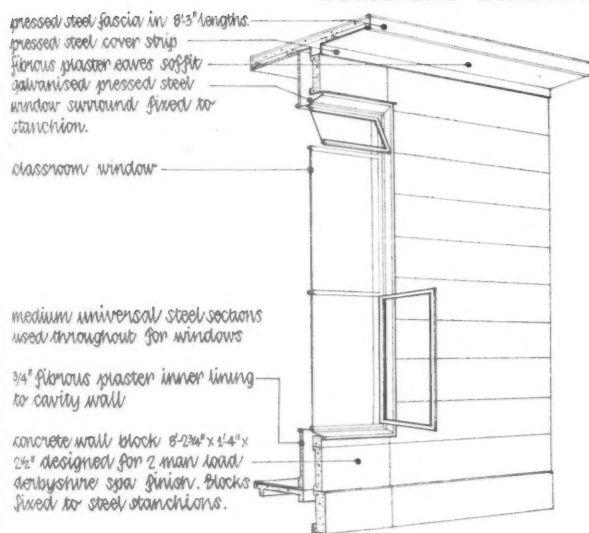 pressed steel fascia in 8'·3" lengths
pressed steel cover strip
fibrous plaster eaves soffit
galvanised pressed steel
window surround fixed to
stanchion.
classroom window
medium universal steel sections
used throughout for windows
3/4" fibrous plaster inner lining
to cavity wall
concrete wall block 8'-2¾" x 1'-4" x
2½" designed for 2 man load
derbyshire spa finish. Blocks
fixed to steel stanchions.